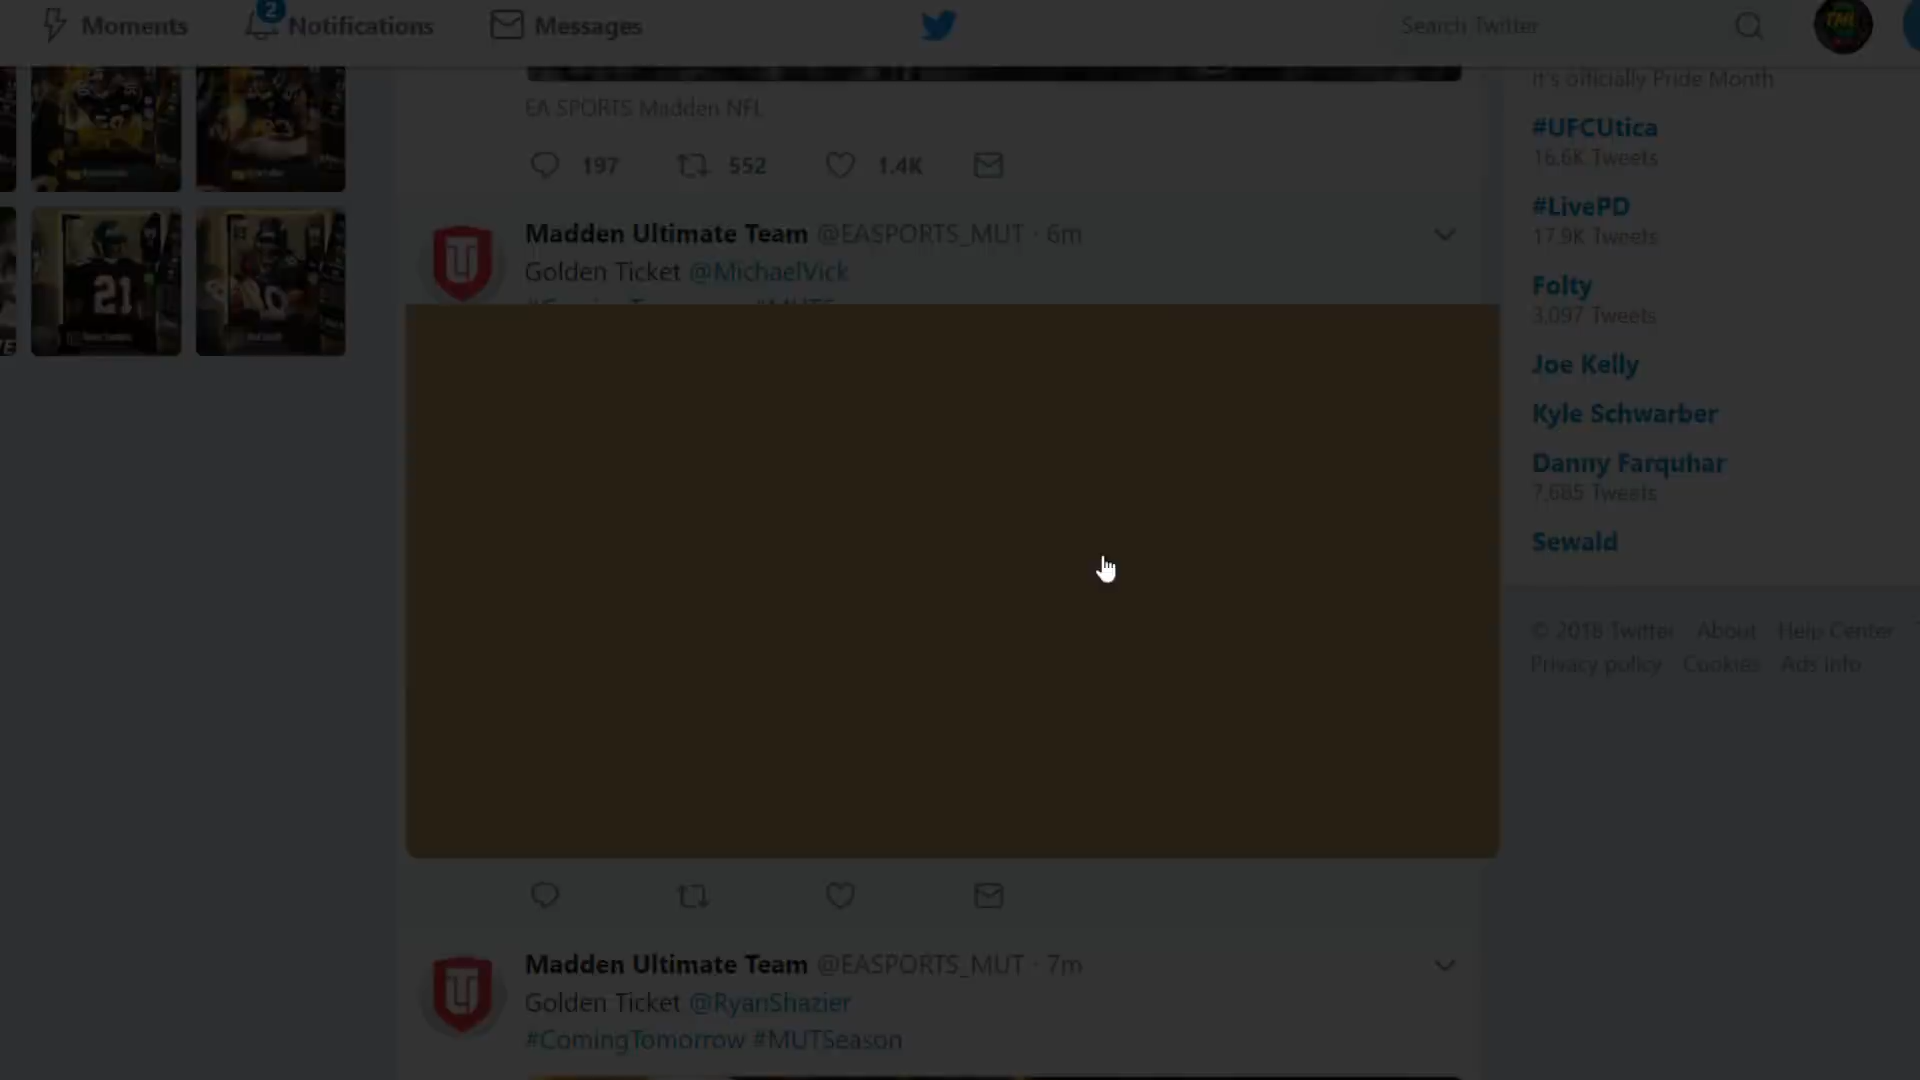 Moments
2
Notifications
Messages
Search Twitter
It's officially Pride Month
EA SPORTS Madden NFL
#UFCUtica
16.6K Tweets
197
552
1.4K
#LivePD
17.9K Tweets
Madden Ultimate Team @EASPORTS_MUT · 6m
Golden Ticket @MichaelVick
Folty
3,097 Tweets
21
Joe Kelly
Kyle Schwarber
Danny Farquhar
7,685 Tweets
Sewald
© 2018 Twitter About Help Center
Privacy policy Cookies Ads info
Madden Ultimate Team @EASPORTS_MUT · 7m
Golden Ticket @RyanShazier
#ComingTomorrow #MUTSeason